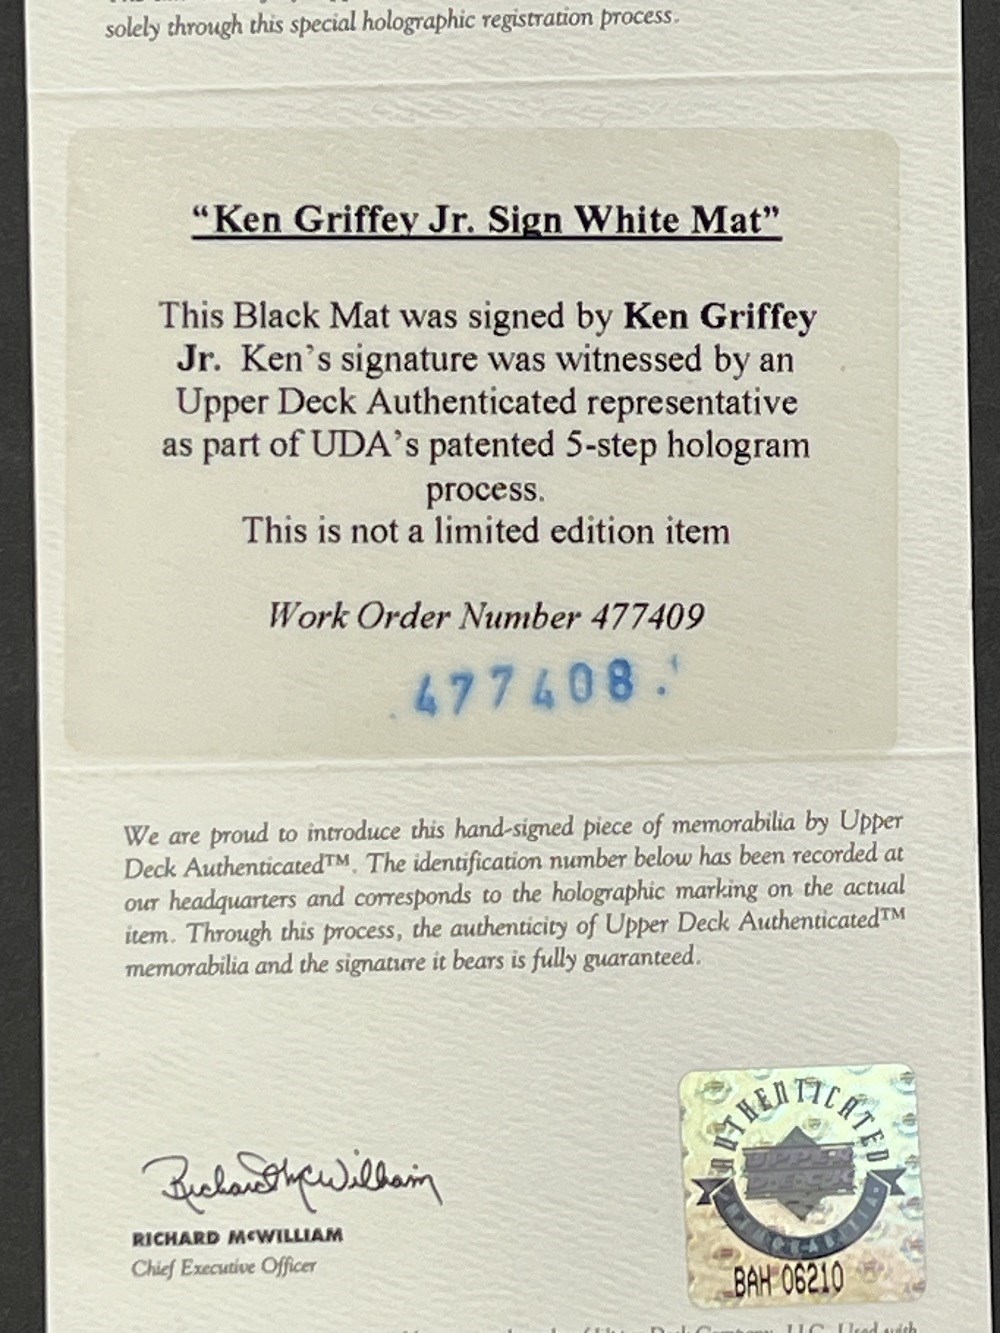 solely through this special holographic registration process.
“Ken Griffey Jr. Sign White Mat”
This Black Mat was signed by Ken Griffey
Jr. Ken’s signature was witnessed by an
Upper Deck Authenticated representative
as part of UDA’s patented 5-step hologram
process.
This is not a limited edition item
Work Order Number 477409
477408.
We are proud to introduce this hand-signed piece of memorabilia by Upper
Deck Authenticated™. The identification number below has been recorded at
our headquarters and corresponds to the holographic marking on the actual
item. Through this process, the authenticity of Upper Deck Authenticated™
memorabilia and the signature it bears is fully guaranteed.
Richard McWilliam
RICHARD McWILLIAM
Chief Executive Officer
AUTHENTICATED
UPPER
DECK
MEMORABILIA
BAH 06210